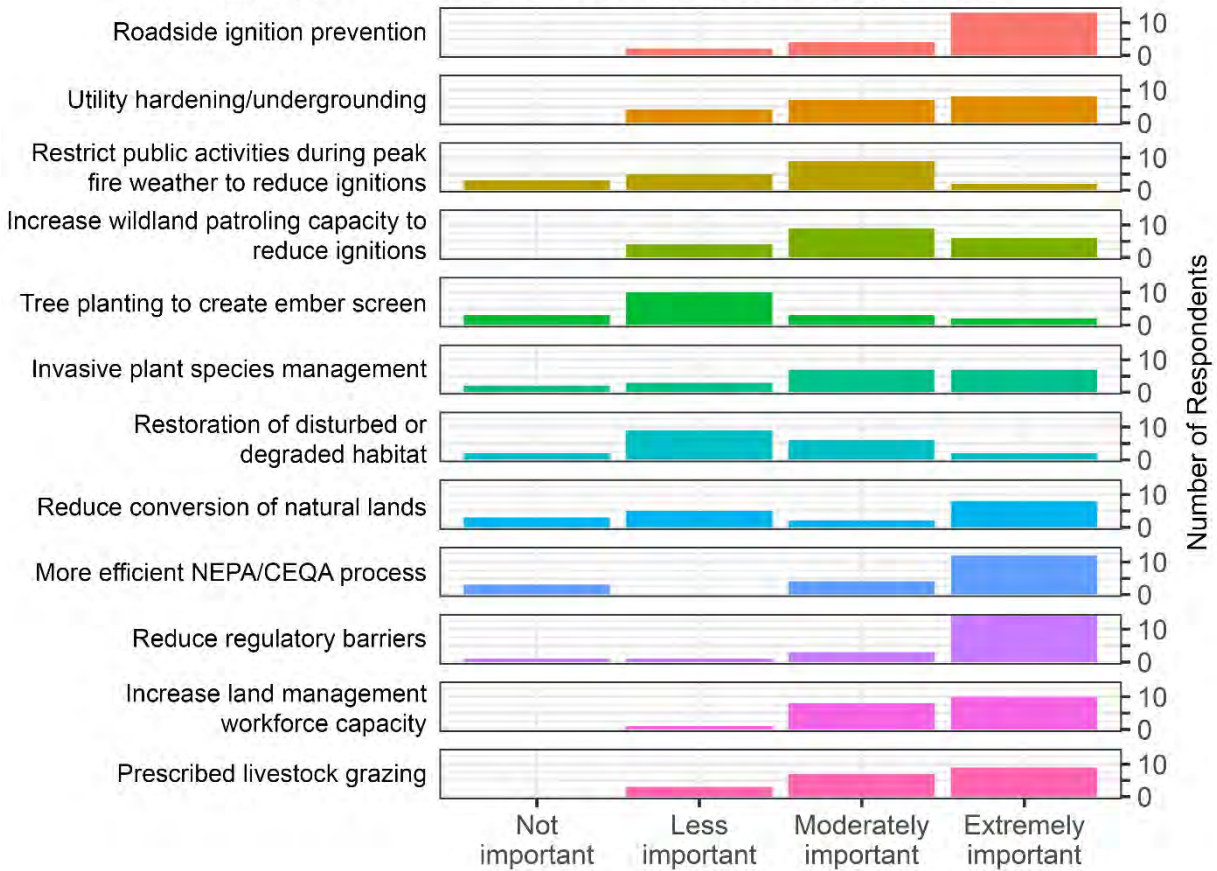 Roadside ignition prevention
10
0
Utility hardening/undergrounding
10
0
Restrict public activities during peak
fire weather to reduce ignitions
10
0
Increase wildland patroling capacity to
reduce ignitions
10
0
Tree planting to create ember screen
10
0
Invasive plant species management
10
0
Restoration of disturbed or
degraded habitat
10
0
Reduce conversion of natural lands
10
0
More efficient NEPA/CEQA process
10
0
Reduce regulatory barriers
10
0
Increase land management
workforce capacity
10
0
Prescribed livestock grazing
10
0
Number of Respondents
Not important
Less important
Moderately important
Extremely important